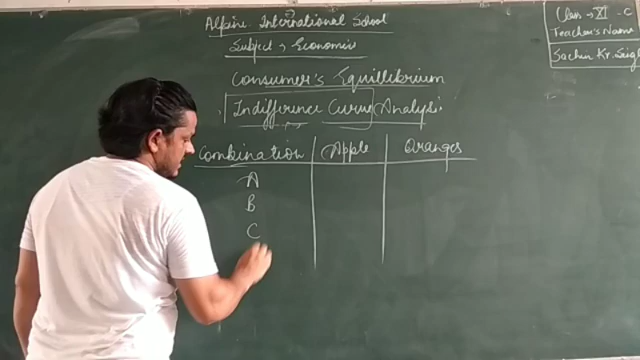 Alpine International School
Subject → Economics
Class → XI - C
Teacher's Name
Sachin Kr. Singh
Consumer's Equillibrium
Indifference Curve Analysis
Combination Apple Oranges
A
B
C